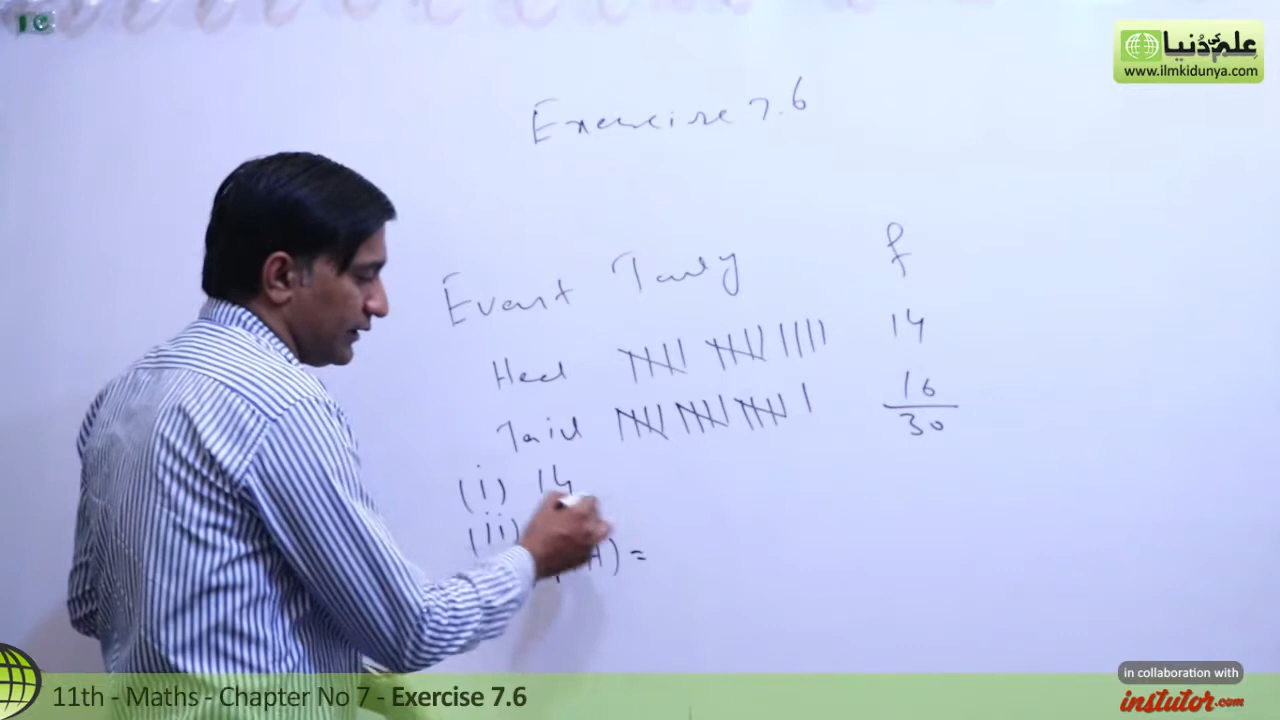 علم کی دنیا
www.ilmkidunya.com
Exercise 7.6
Event Tally f
Head 14
Tail 16
30
(i) 14
(ii)
H) =
11th - Maths - Chapter No 7 - Exercise 7.6
in collaboration with
instutor.com